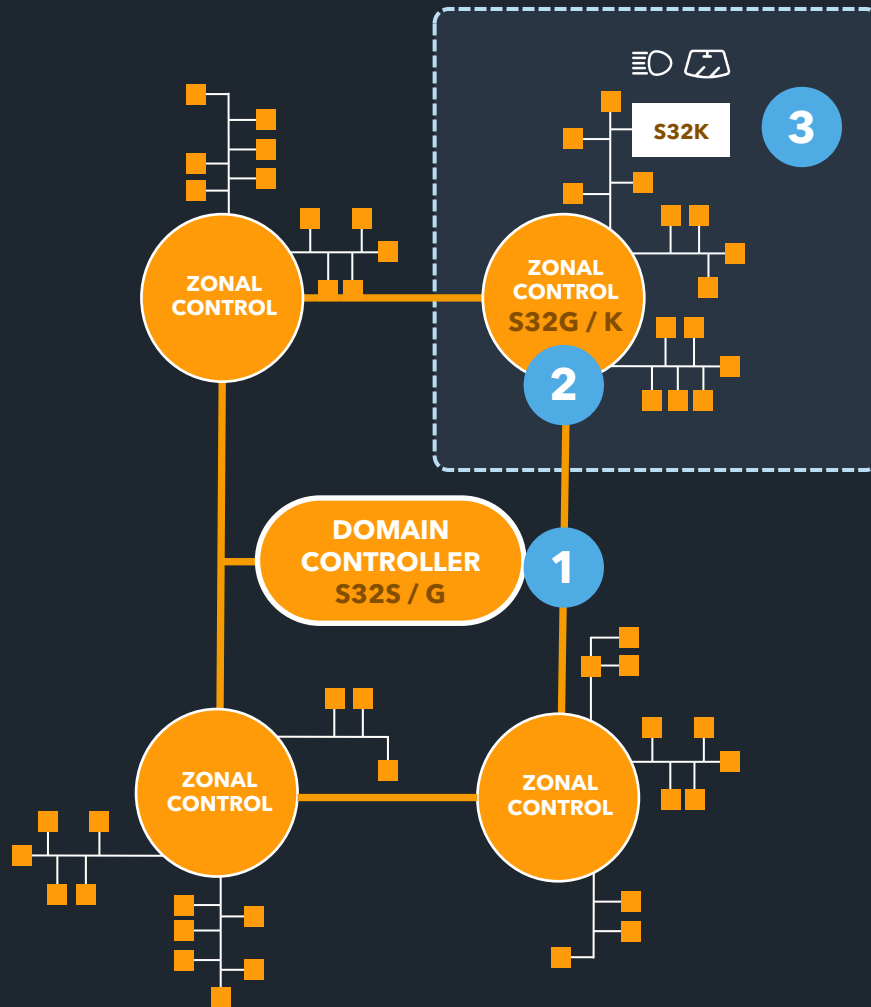 S32K
3
ZONAL
CONTROL
ZONAL
CONTROL
S32G / K
2
DOMAIN
CONTROLLER
S32S / G
1
ZONAL
CONTROL
ZONAL
CONTROL